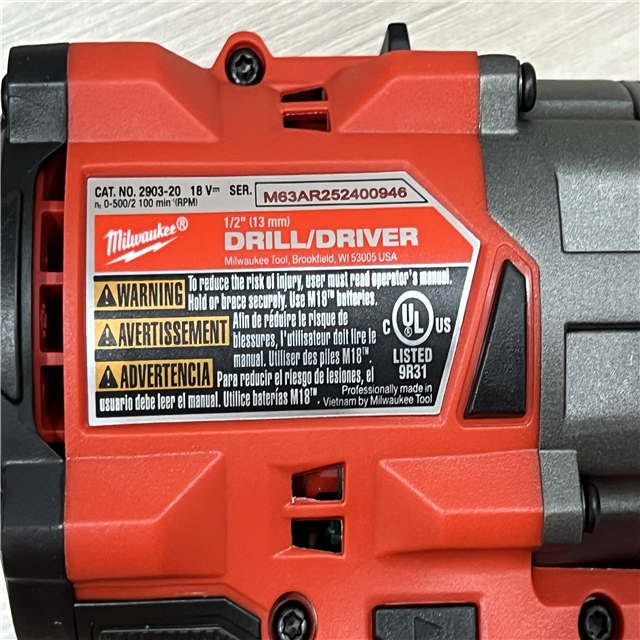 CAT. NO. 2903-20 18 V⎓ SER. M63AR252400946
n₀ 0-500/2 100 min⁻¹(RPM)
Milwaukee®
1/2" (13 mm)
DRILL/DRIVER
Milwaukee Tool, Brookfield, WI 53005 USA
WARNING To reduce the risk of injury, user must read operator's manual.
Hold or brace securely. Use M18™ batteries.
AVERTISSEMENT Afin de réduire le risque de
blessures, l'utilisateur doit lire le
manual. Utiliser des piles M18™.
ADVERTENCIA Para reducir el riesgo de lesiones, el
usuario debe leer el manual. Utilice baterías M18™.
C UL US
LISTED
9R31
Professionally made in
Vietnam by Milwaukee Tool